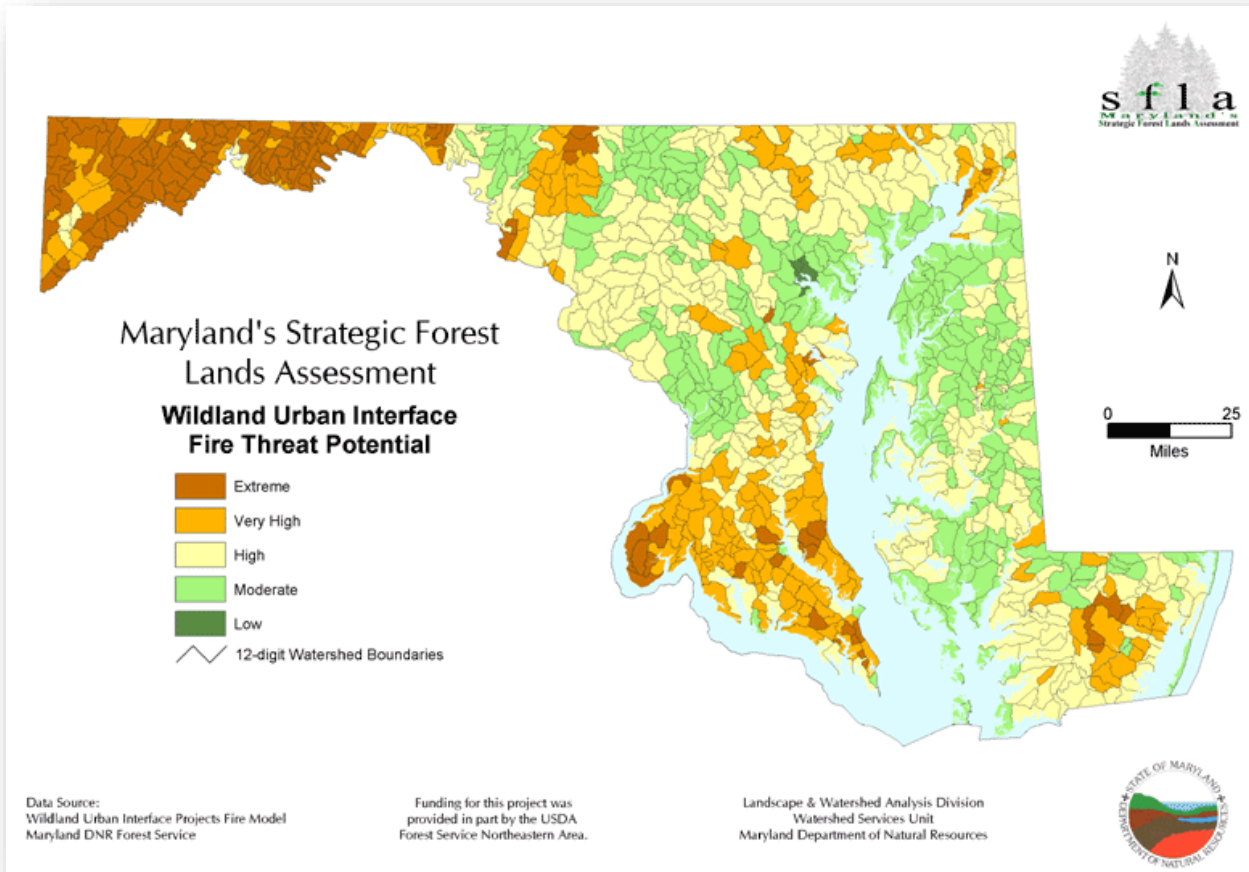 sfla
Maryland's
Strategic Forest Lands Assessment
N
Maryland's Strategic Forest
Lands Assessment
Wildland Urban Interface
Fire Threat Potential
Extreme
Very High
High
Moderate
Low
12-digit Watershed Boundaries
0 25
Miles
Data Source:
Wildland Urban Interface Projects Fire Model
Maryland DNR Forest Service
Funding for this project was
provided in part by the USDA
Forest Service Northeastern Area.
Landscape & Watershed Analysis Division
Watershed Services Unit
Maryland Department of Natural Resources
STATE OF MARYLAND
DEPARTMENT OF NATURAL RESOURCES